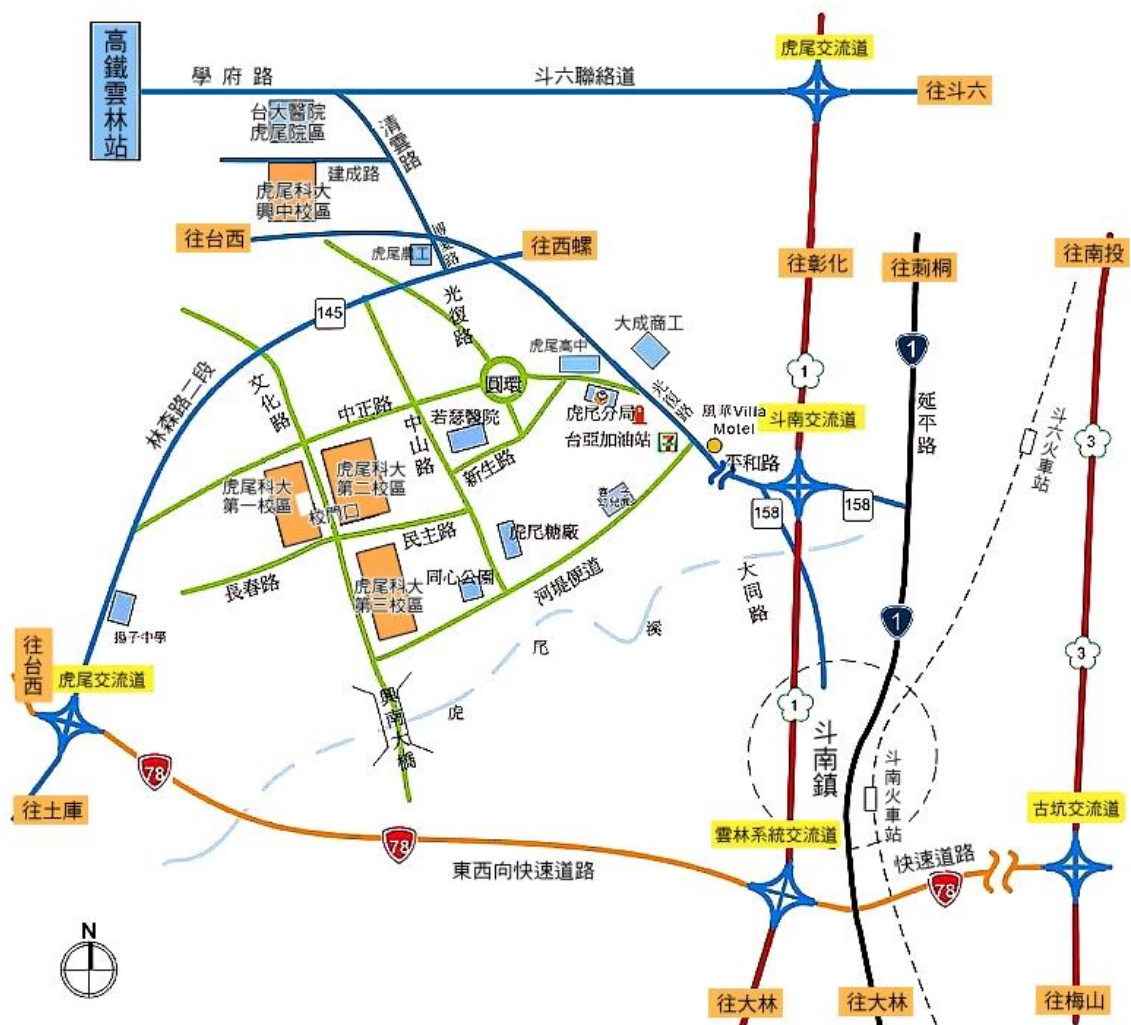 高鐵雲林站
學府路
斗六聯絡道
虎尾交流道
往斗六
台大醫院
虎尾院區
清雲路
建成路
虎尾科大
興中校區
往台西
虎尾農工
往西螺
往彰化
往莿桐
往南投
光復路
145
大成商工
虎尾高中
1
1
圓環
林森路二段
文化路
中正路
中山路
若瑟醫院
虎尾分局
台亞加油站
7
光復路
風華Villa
Motel
斗南交流道
延平路
斗六火車站
3
新生路
平和路
虎尾科大
第一校區
虎尾科大
第二校區
校門口
158
158
民主路
虎尾糖廠
長春路
虎尾科大
第三校區
同心公園
河堤便道
大同路
1
揚子中學
虎
尾
溪
3
往台西
虎尾交流道
興南大橋
1
斗南鎮
斗南火車站
78
往土庫
78
東西向快速道路
雲林系統交流道
古坑交流道
快速道路
78
N
往大林
往大林
往梅山